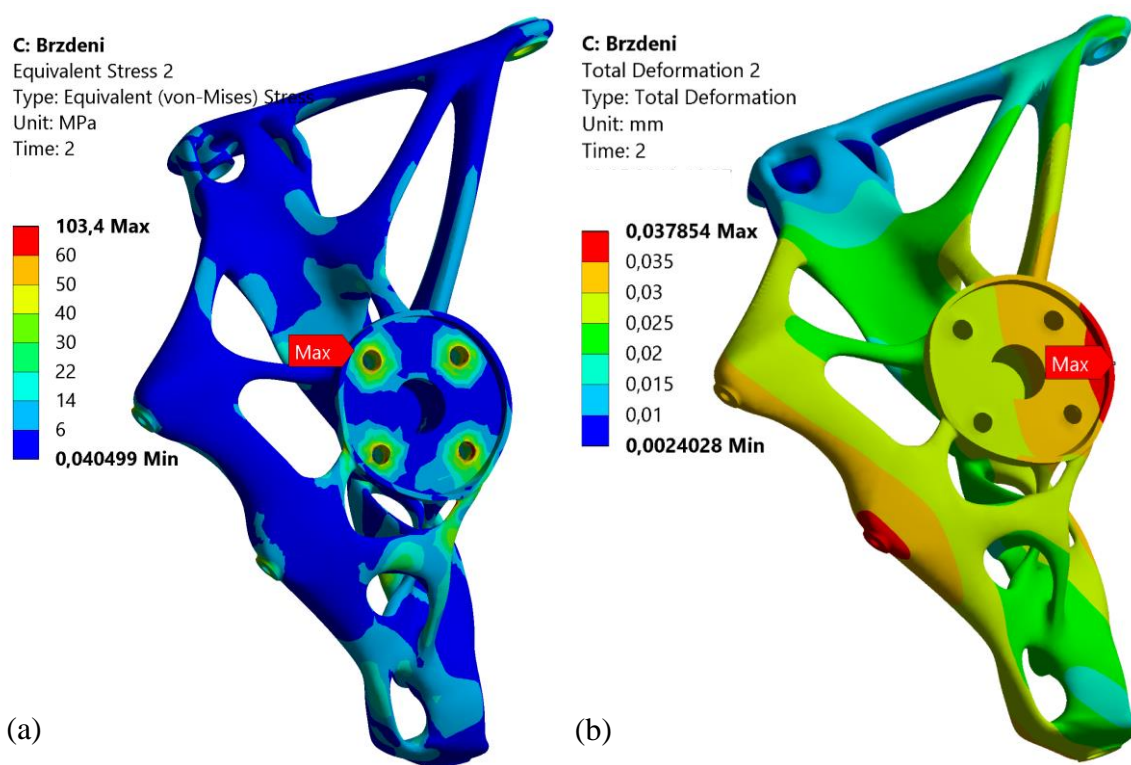 C: Brzdeni
Equivalent Stress 2
Type: Equivalent (von-Mises) Stress
Unit: MPa
Time: 2
103,4 Max
60
50
40
30
22
14
6
0,040499 Min
Max
(a)
C: Brzdeni
Total Deformation 2
Type: Total Deformation
Unit: mm
Time: 2
0,037854 Max
0,035
0,03
0,025
0,02
0,015
0,01
0,0024028 Min
Max
(b)